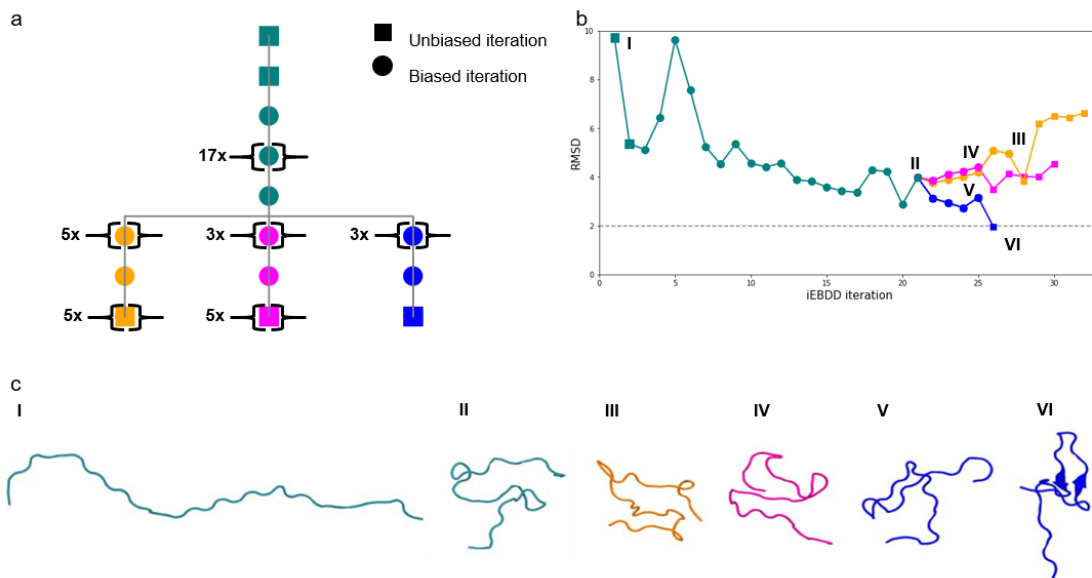 a
Unbiased iteration
Biased iteration
17x
5x
3x
3x
5x
5x
b
10
8
6
4
2
0
RMSD
0
5
10
15
20
25
30
iEBDD iteration
I
II
III
IV
V
VI
c
I
II
III
IV
V
VI